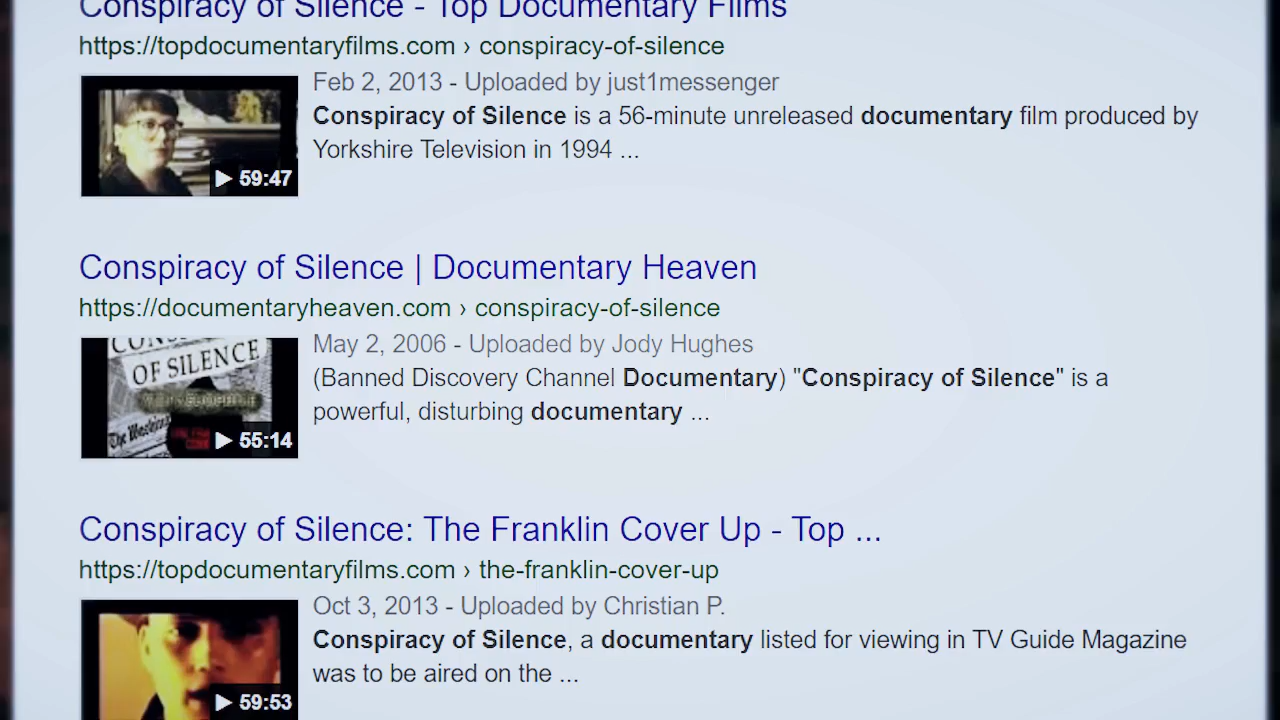 Conspiracy of Silence - Top Documentary Films
https://topdocumentaryfilms.com › conspiracy-of-silence
Feb 2, 2013 - Uploaded by just1messenger
Conspiracy of Silence is a 56-minute unreleased documentary film produced by
Yorkshire Television in 1994 ...
59:47
Conspiracy of Silence | Documentary Heaven
https://documentaryheaven.com › conspiracy-of-silence
May 2, 2006 - Uploaded by Jody Hughes
(Banned Discovery Channel Documentary) "Conspiracy of Silence" is a
powerful, disturbing documentary ...
OF SILENCE
The
55:14
Conspiracy of Silence: The Franklin Cover Up - Top ...
https://topdocumentaryfilms.com › the-franklin-cover-up
Oct 3, 2013 - Uploaded by Christian P.
Conspiracy of Silence, a documentary listed for viewing in TV Guide Magazine
was to be aired on the ...
59:53